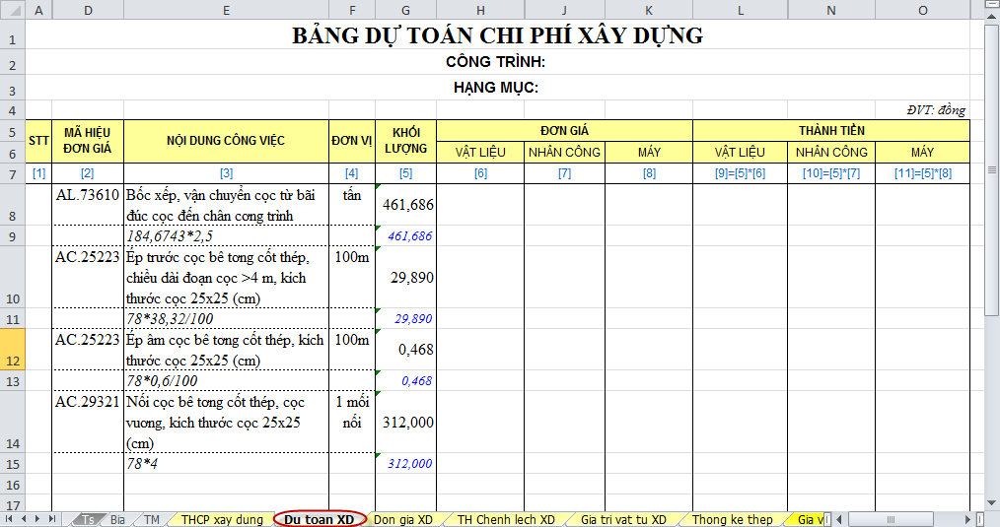 A D E F G H I J K L N O
1 BẢNG DỰ TOÁN CHI PHÍ XÂY DỰNG
2 CÔNG TRÌNH:
3 HẠNG MỤC:
4 ĐVT: đồng
5 STT MÃ HIỆU ĐƠN GIÁ NỘI DUNG CÔNG VIỆC ĐƠN VỊ KHỐI LƯỢNG ĐƠN GIÁ THÀNH TIỀN
6 VẬT LIỆU NHÂN CÔNG MÁY VẬT LIỆU NHÂN CÔNG MÁY
7 [1] [2] [3] [4] [5] [6] [7] [8] [9]=[5]*[6] [10]=[5]*[7] [11]=[5]*[8]
AL.73610 Bốc xếp, vận chuyển cọc từ bãi tấn
8 đúc cọc đến chân cơng trình 461,686
9 184,6743*2,5 461,686
AC.25223 Ép trước cọc bê tơng cốt thép, 100m
chiều dài đoạn cọc >4 m, kích 29,890
10 thước cọc 25x25 (cm)
11 78*38,32/100 29,890
AC.25223 Ép âm cọc bê tơng cốt thép, kích 100m
12 thước cọc 25x25 (cm) 0,468
13 78*0,6/100 0,468
AC.29321 Nối cọc bê tơng cốt thép, cọc 1 mối
vuơng, kích thước cọc 25x25 nối 312,000
14 (cm)
15 78*4 312,000
16
17
Ts Bia TM THCP xay dung Du toan XD Don gia XD TH Chenh lech XD Gia tri vat tu XD Thong ke thep Gia v